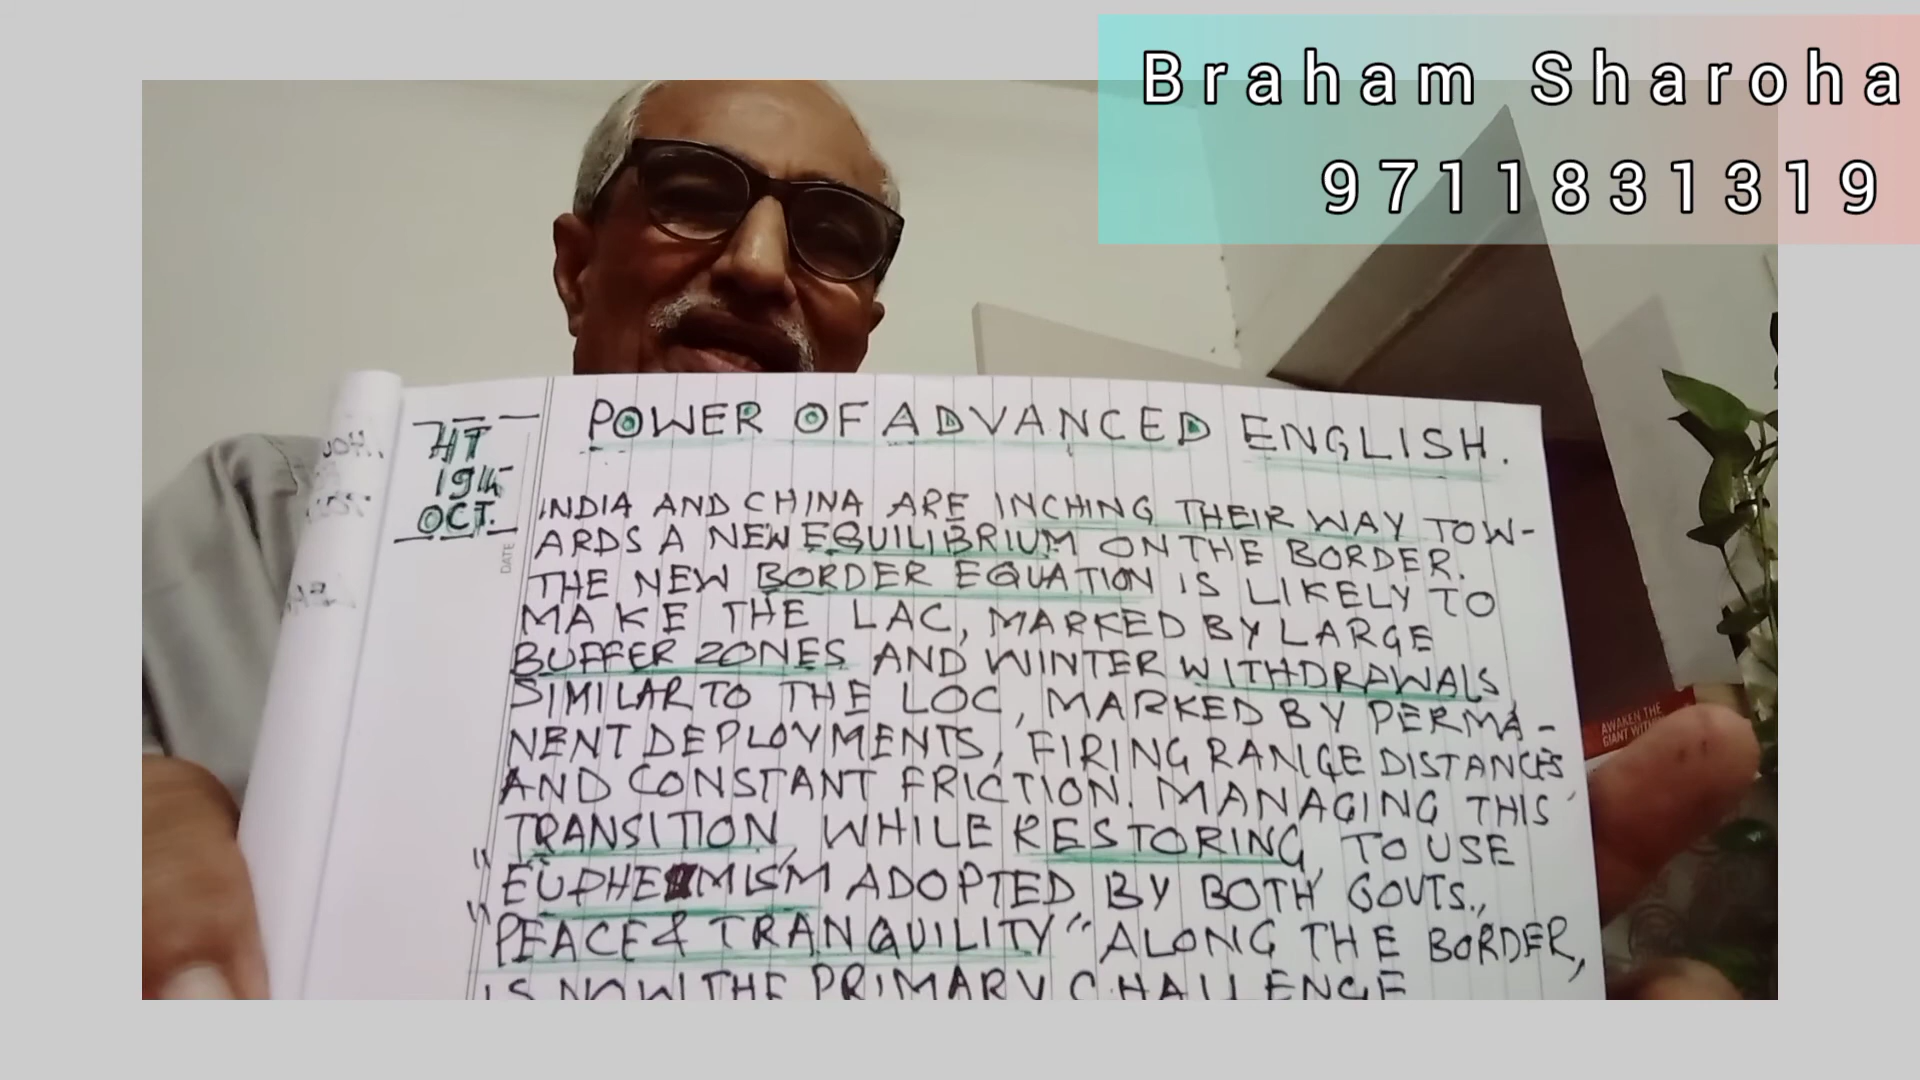 Braham Sharoha
9711831319
HT
19th
OCT.
DATE
POWER OF ADVANCED ENGLISH.
INDIA AND CHINA ARE INCHING THEIR WAY TOW-
ARDS A NEW EQUILIBRIUM ON THE BORDER.
THE NEW BORDER EQUATION IS LIKELY TO
MAKE THE LAC, MARKED BY LARGE
BUFFER ZONES AND WINTER WITHDRAWALS
SIMILAR TO THE LOC, MARKED BY PERMA-
NENT DEPLOYMENTS, FIRING RANGE DISTANCES
AND CONSTANT FRICTION. MANAGING THIS
TRANSITION, WHILE RESTORING, TO USE
"EUPHEMISM ADOPTED BY BOTH GOVTS.,
"PEACE & TRANQUILITY" ALONG THE BORDER,
IS NOW THE PRIMARY CHALLENGE
AWAKEN THE
GIANT WITHIN